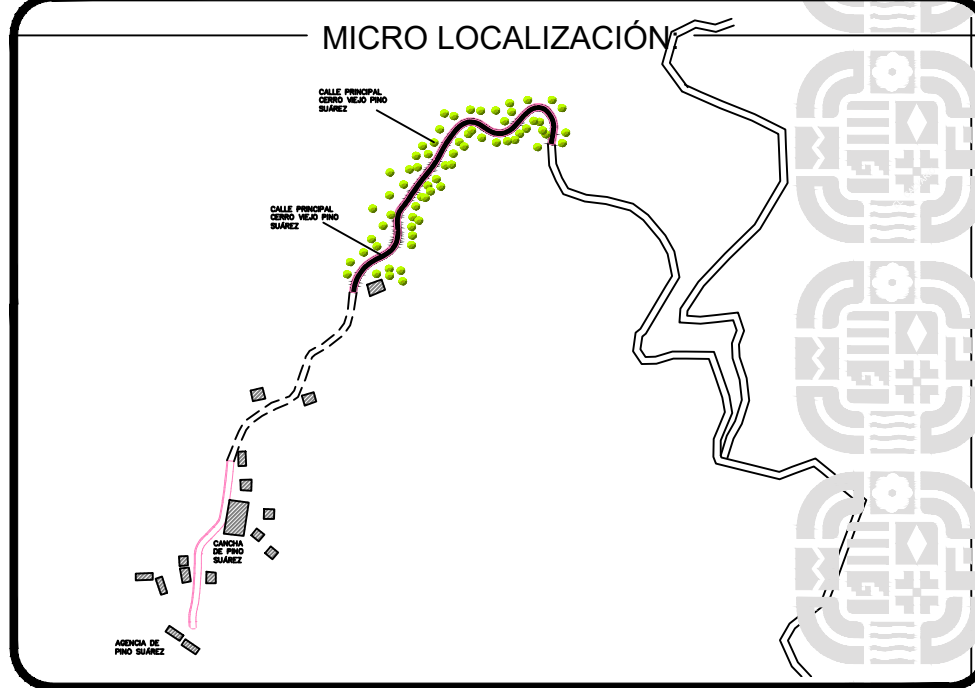 MICRO LOCALIZACIÓN:
CALLE PRINCIPAL
CERRO VIEJO PINO
SUÁREZ
CALLE PRINCIPAL
CERRO VIEJO PINO
SUÁREZ
CANCHA
DE PINO
SUÁREZ
AGENCIA DE
PINO SUÁREZ